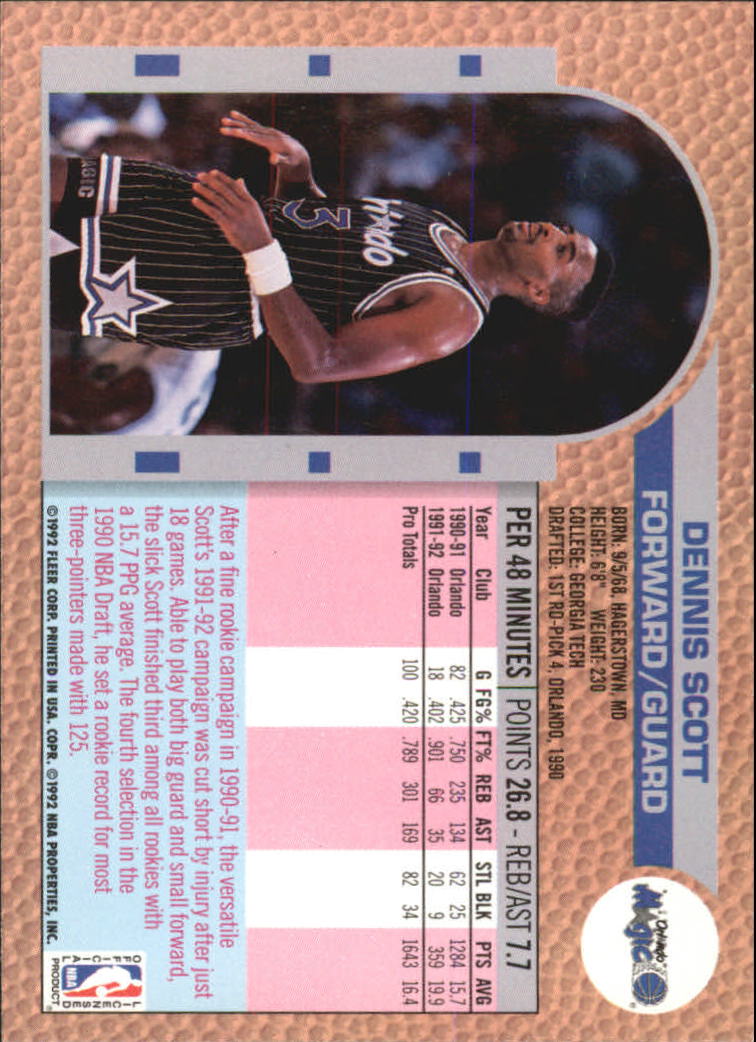 DENNIS SCOTT
FORWARD/GUARD
Orlando
MAGIC
BORN: 9/5/68, HAGERSTOWN, MD
HEIGHT: 6'8" WEIGHT: 230
COLLEGE: GEORGIA TECH
DRAFTED: 1ST RD-PICK 4, ORLANDO, 1990
PER 48 MINUTES POINTS 26.8 - REB/AST 7.7
Year Club G FG% FT% REB AST STL BLK PTS AVG
1990-91 Orlando 82 .425 .750 235 134 62 25 1284 15.7
1991-92 Orlando 18 .402 .901 66 35 20 9 359 19.9
Pro Totals 100 .420 .789 301 169 82 34 1643 16.4
After a fine rookie campaign in 1990-91, the versatile
Scott's 1991-92 campaign was cut short by injury after just
18 games. Able to play both big guard and small forward,
the slick Scott finished third among all rookies with
a 15.7 PPG average. The fourth selection in the
1990 NBA Draft, he set a rookie record for most
three-pointers made with 125.
©1992 FLEER CORP. PRINTED IN USA. COPR. ©1992 NBA PROPERTIES, INC.
OFFICIAL
NBA
LICENSED
PRODUCT
3
AGIC